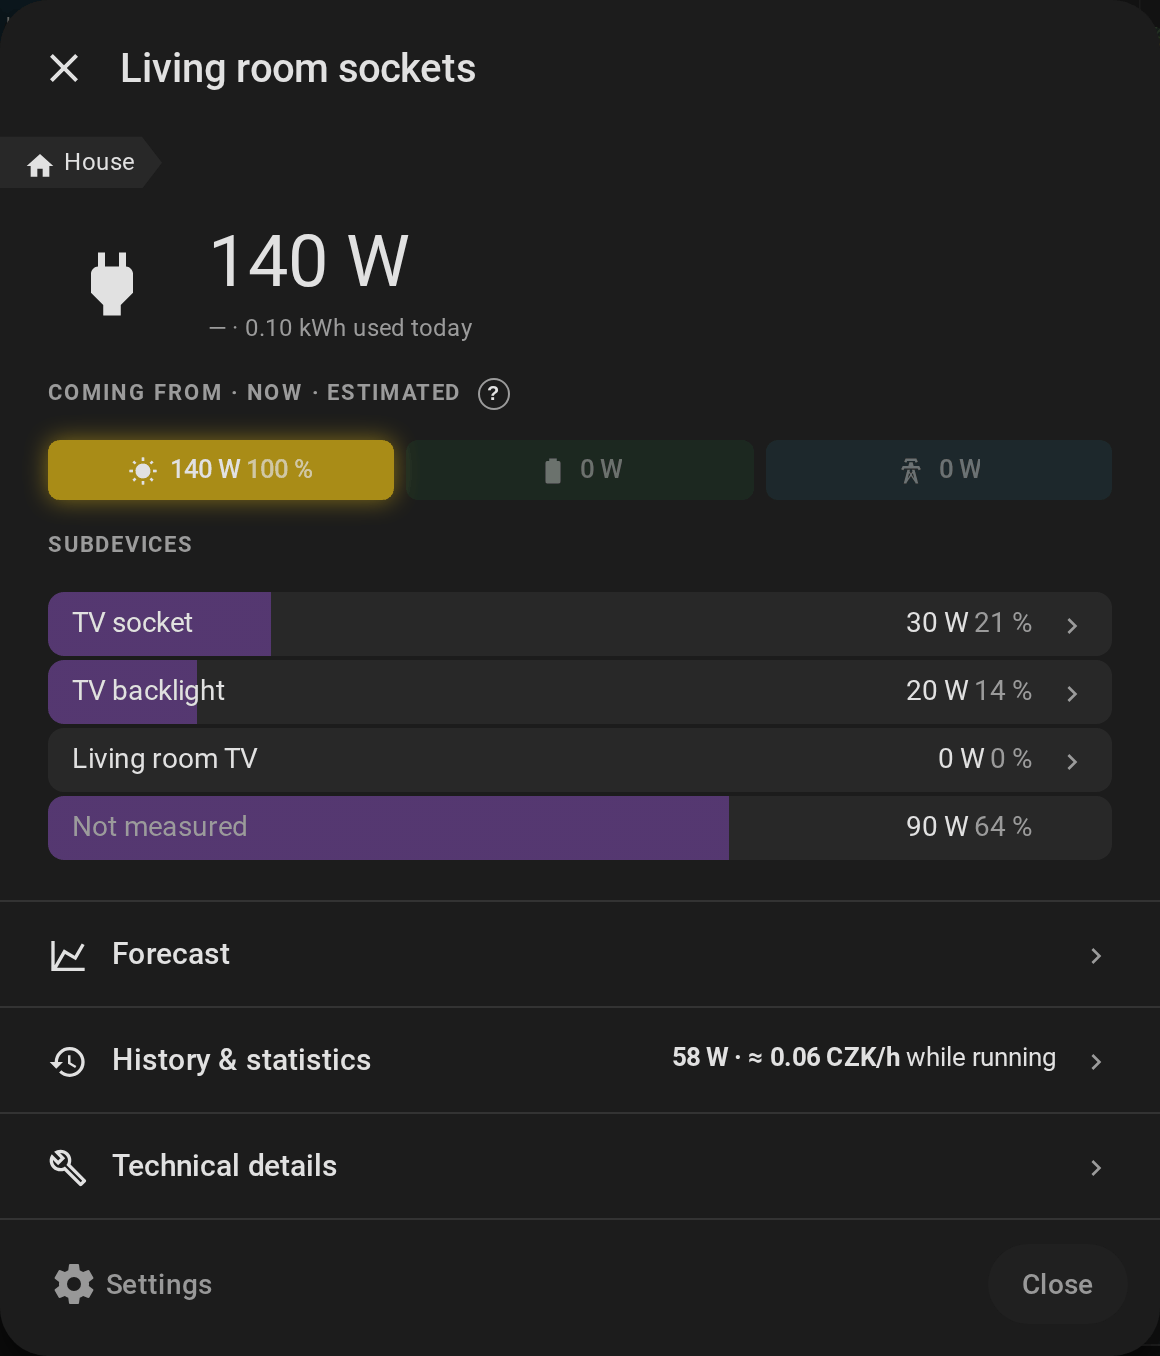 Living room sockets
House
140 W
— · 0.10 kWh used today
COMING FROM · NOW · ESTIMATED ?
140 W 100 % 0 W 0 W
SUBDEVICES
TV socket 30 W 21 %
TV backlight 20 W 14 %
Living room TV 0 W 0 %
Not measured 90 W 64 %
Forecast
History & statistics 58 W · ≈ 0.06 CZK/h while running
Technical details
Settings Close